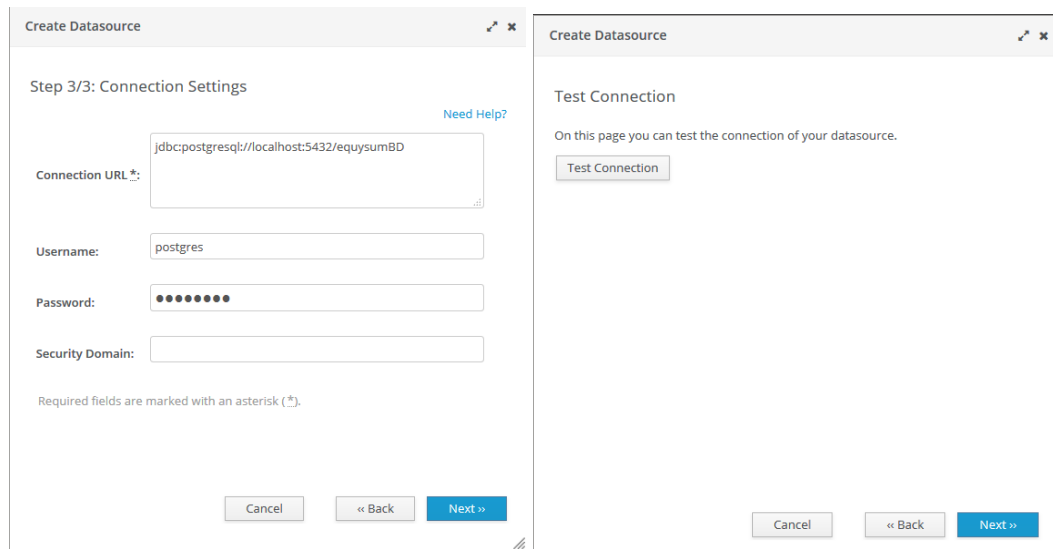 Create Datasource
Step 3/3: Connection Settings
Need Help?
Connection URL *:
jdbc:postgresql://localhost:5432/equysumBD
Username:
postgres
Password:
●●●●●●●●
Security Domain:
Required fields are marked with an asterisk (*).
Cancel
‹‹ Back
Next ››
Create Datasource
Test Connection
On this page you can test the connection of your datasource.
Test Connection
Cancel
‹‹ Back
Next ››